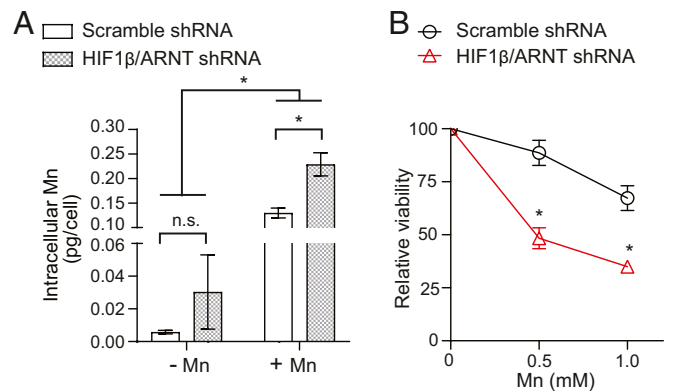 A
Scramble shRNA
HIF1β/ARNT shRNA
*
*
n.s.
Intracellular Mn
(pg/cell)
0.30
0.25
0.20
0.15
0.10
0.06
0.04
0.02
0.00
- Mn
+ Mn
B
Scramble shRNA
HIF1β/ARNT shRNA
Relative viability
100
75
50
25
0
*
*
0
0.5
1.0
Mn (mM)